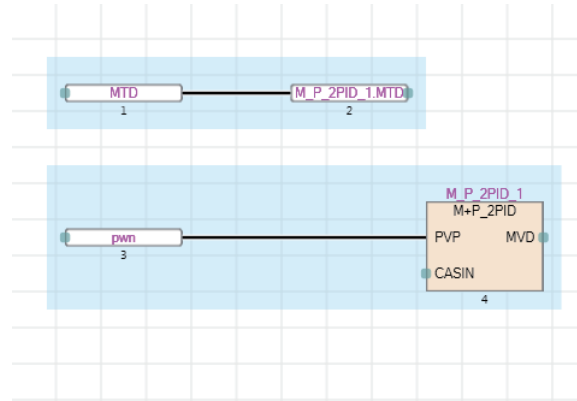 MTD M_P_2PID_1.MTD
1 2
M_P_2PID_1
M+P_2PID
pwn PVP MVD
3
CASIN
4